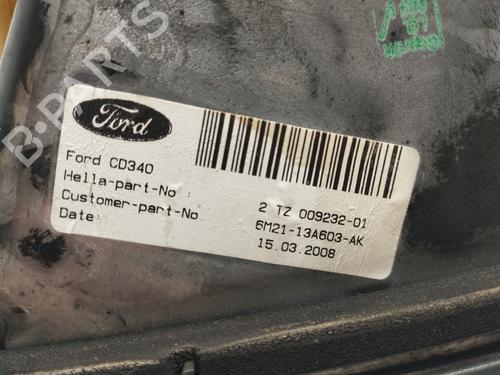 Ford
Ford CD340
Hella-part-No :
2 TZ 009232-01
Customer-part-No.
6M21-13A603-AK
Date:
15.03.2008
B-PARTS